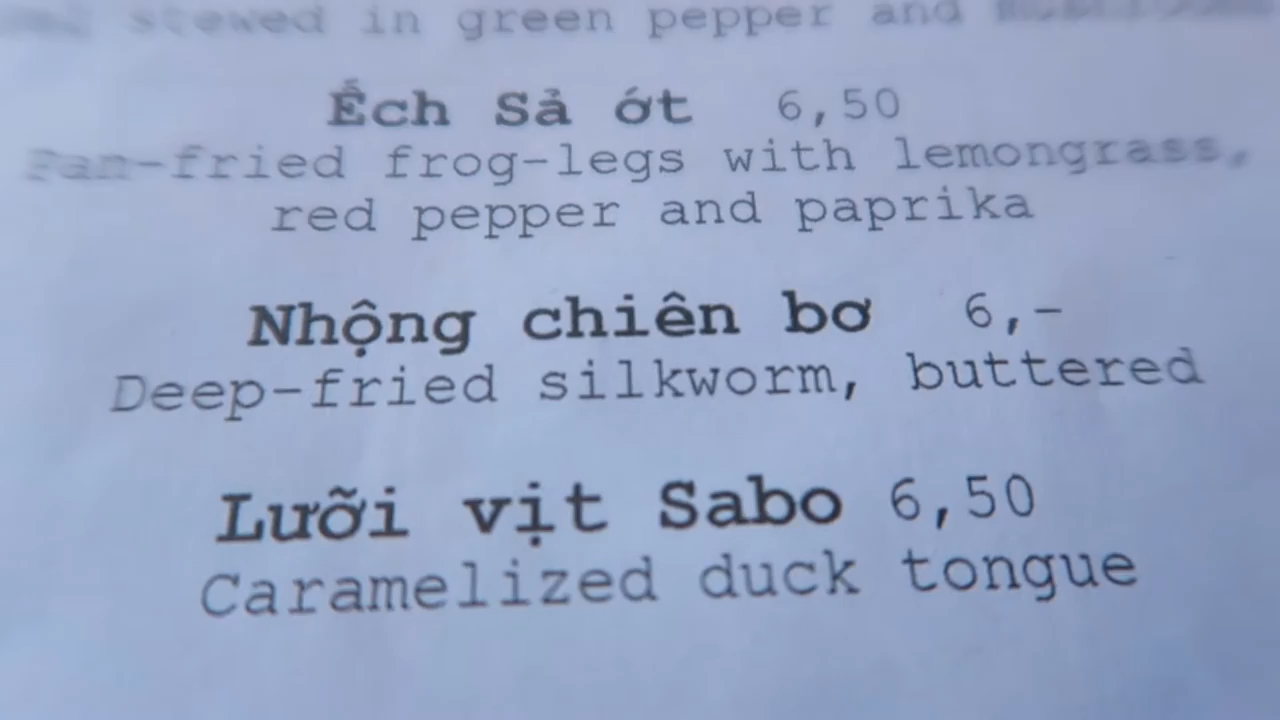 stewed in green pepper and
Ếch Sả ớt 6,50
Pan-fried frog-legs with lemongrass,
red pepper and paprika
Nhộng chiên bơ 6,-
Deep-fried silkworm, buttered
Lưỡi vịt Sabo 6,50
Caramelized duck tongue